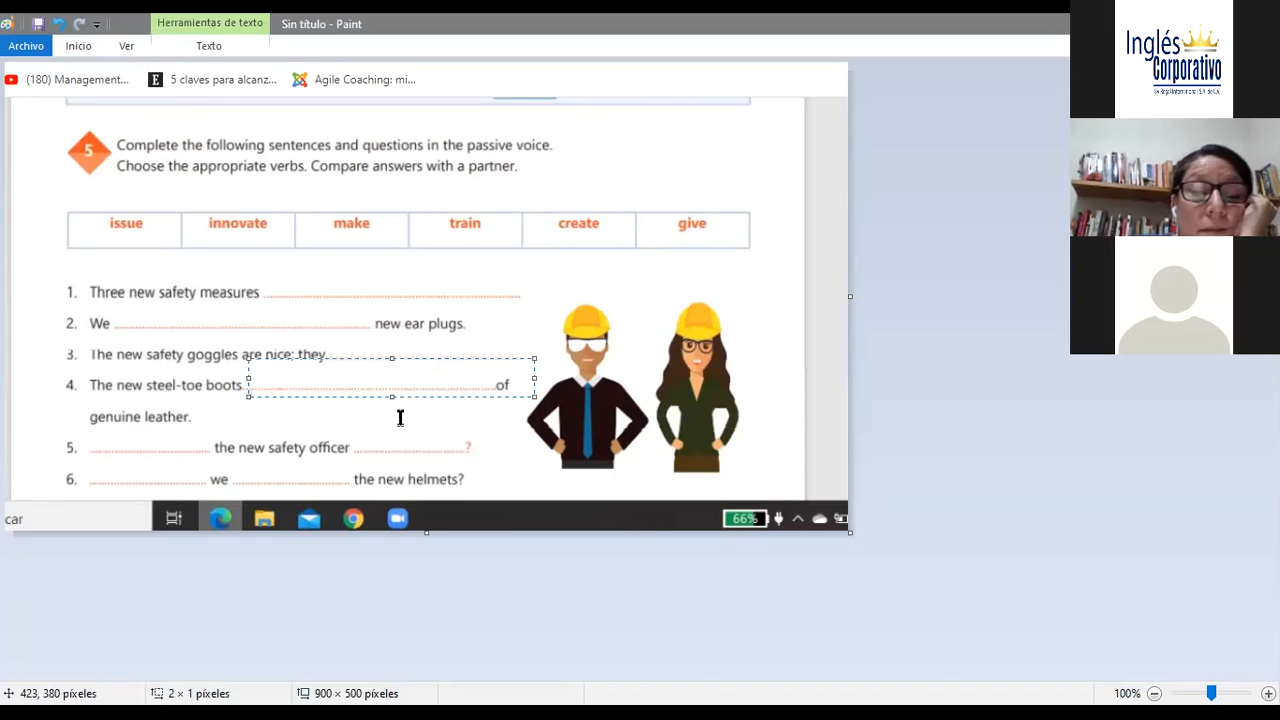 Herramientas de texto
Sin título - Paint
Archivo
Inicio
Ver
Texto
(180) Management...
E
5 claves para alcanz...
Agile Coaching: mi...
5
Complete the following sentences and questions in the passive voice.
Choose the appropriate verbs. Compare answers with a partner.
issue
innovate
make
train
create
give
1. Three new safety measures
2. We new ear plugs.
3. The new safety goggles are nice; they
4. The new steel-toe boots of
genuine leather.
5. the new safety officer ?
6. we the new helmets?
car
66%
423, 380 píxeles
2 × 1 píxeles
900 × 500 píxeles
100%
Inglés
Corporativo